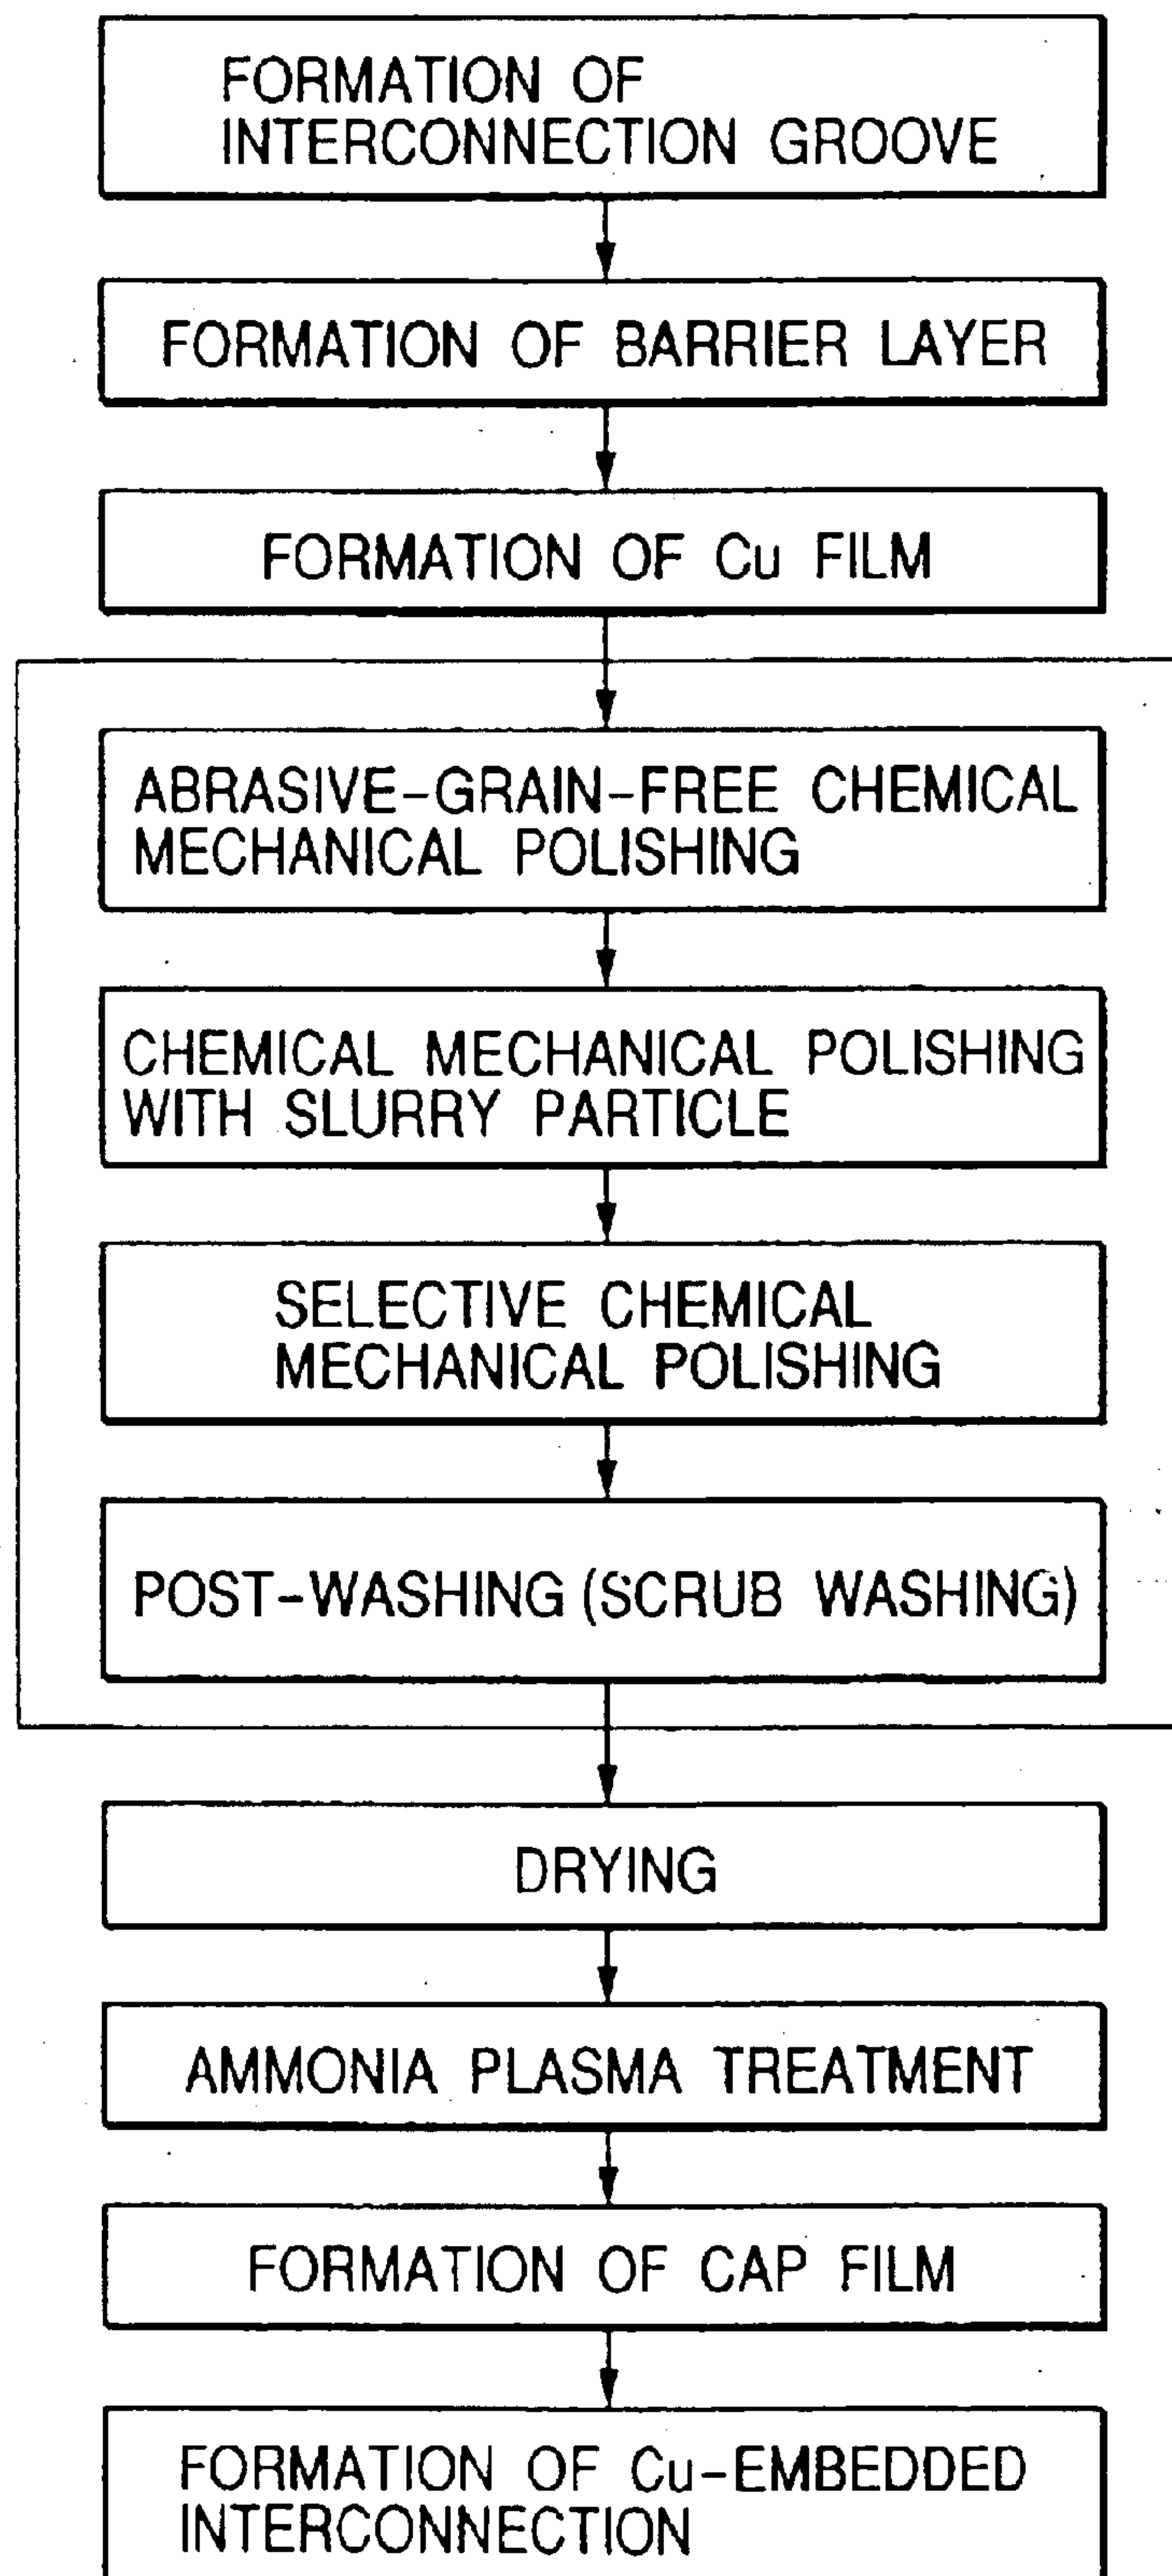 FORMATION OF
INTERCONNECTION GROOVE
FORMATION OF BARRIER LAYER
FORMATION OF Cu FILM
ABRASIVE-GRAIN-FREE CHEMICAL
MECHANICAL POLISHING
CHEMICAL MECHANICAL POLISHING
WITH SLURRY PARTICLE
SELECTIVE CHEMICAL
MECHANICAL POLISHING
POST-WASHING (SCRUB WASHING)
DRYING
AMMONIA PLASMA TREATMENT
FORMATION OF CAP FILM
FORMATION OF Cu-EMBEDDED
INTERCONNECTION